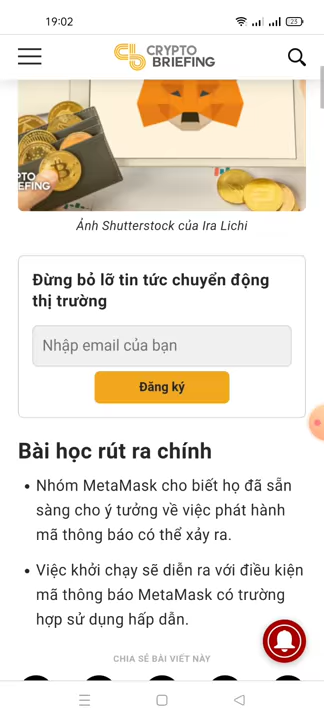 19:02
23
CRYPTO
BRIEFING
TO
EFING
Ảnh Shutterstock của Ira Lichi
Đừng bỏ lỡ tin tức chuyển động
thị trường
Nhập email của bạn
Đăng ký
Bài học rút ra chính
• Nhóm MetaMask cho biết họ đã sẵn
sàng cho ý tưởng về việc phát hành
mã thông báo có thể xảy ra.
• Việc khởi chạy sẽ diễn ra với điều kiện
mã thông báo MetaMask có trường
hợp sử dụng hấp dẫn.
CHIA SẺ BÀI VIẾT NÀY